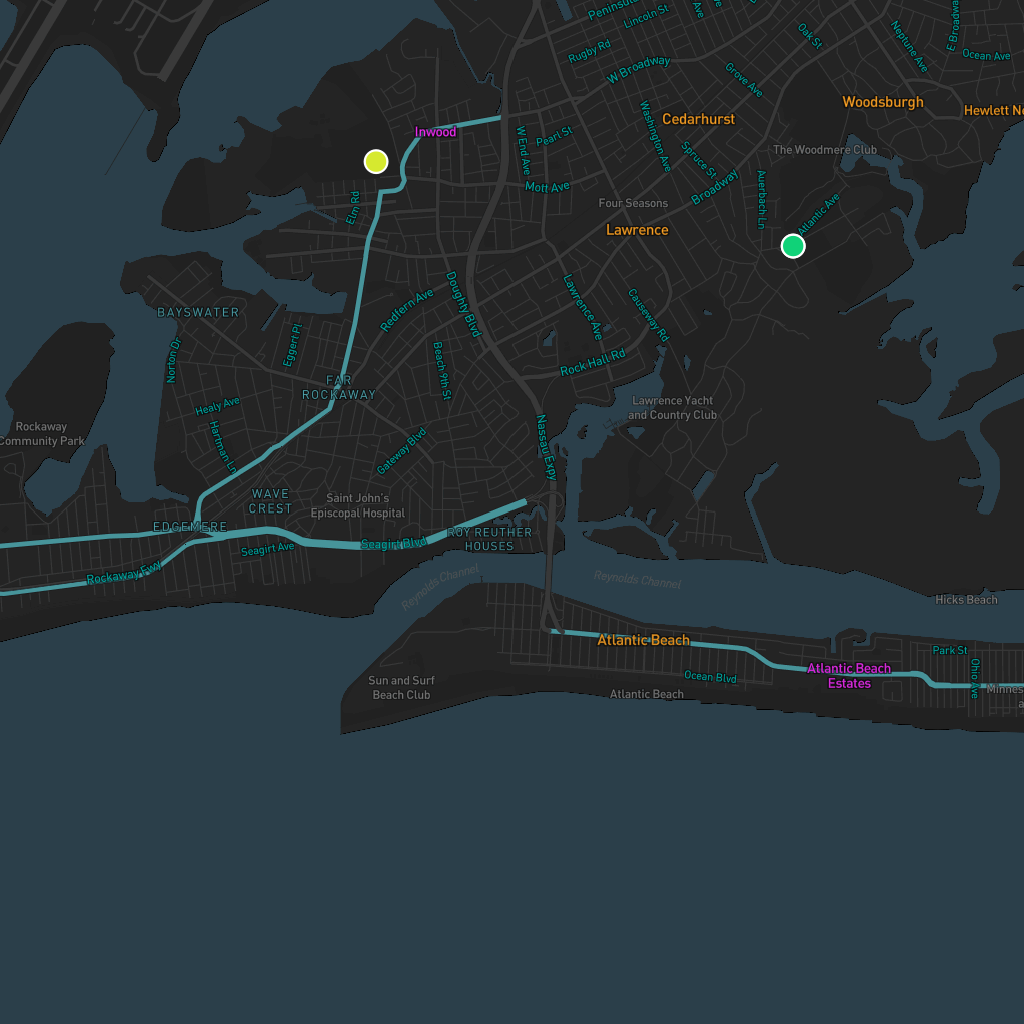 Peninsula
Lincoln St
Ave
Oak St
Neptune Ave
E Broadway
Ocean Ave
Rugby Rd
W Broadway
Grove Ave
Woodsburgh
Hewlett
Inwood
W End Ave
Pearl St
Washington Ave
Cedarhurst
Spruce St
The Woodmere Club
Mott Ave
Broadway
Auerbach Ln
Atlantic Ave
Elm Rd
Four Seasons
Lawrence
BAYSWATER
Redfern Ave
Doughty Blvd
Lawrence Ave
Causeway Rd
Norton Dr
Eggert Pl
Beach 9th St
Rock Hall Rd
FAR
ROCKAWAY
Healy Ave
Hartman Ln
Gateway Blvd
Nassau Expy
Lawrence Yacht
and Country Club
Rockaway
Community Park
WAVE
CREST
Saint John's
Episcopal Hospital
EDGEMERE
Seagirt Ave
Seagirt Blvd
ROY REUTHER
HOUSES
Rockaway Fwy
Reynolds Channel
Reynolds Channel
Hicks Beach
Atlantic Beach
Park St
Atlantic Beach
Estates
Ocean Blvd
Ohio Ave
Sun and Surf
Beach Club
Atlantic Beach